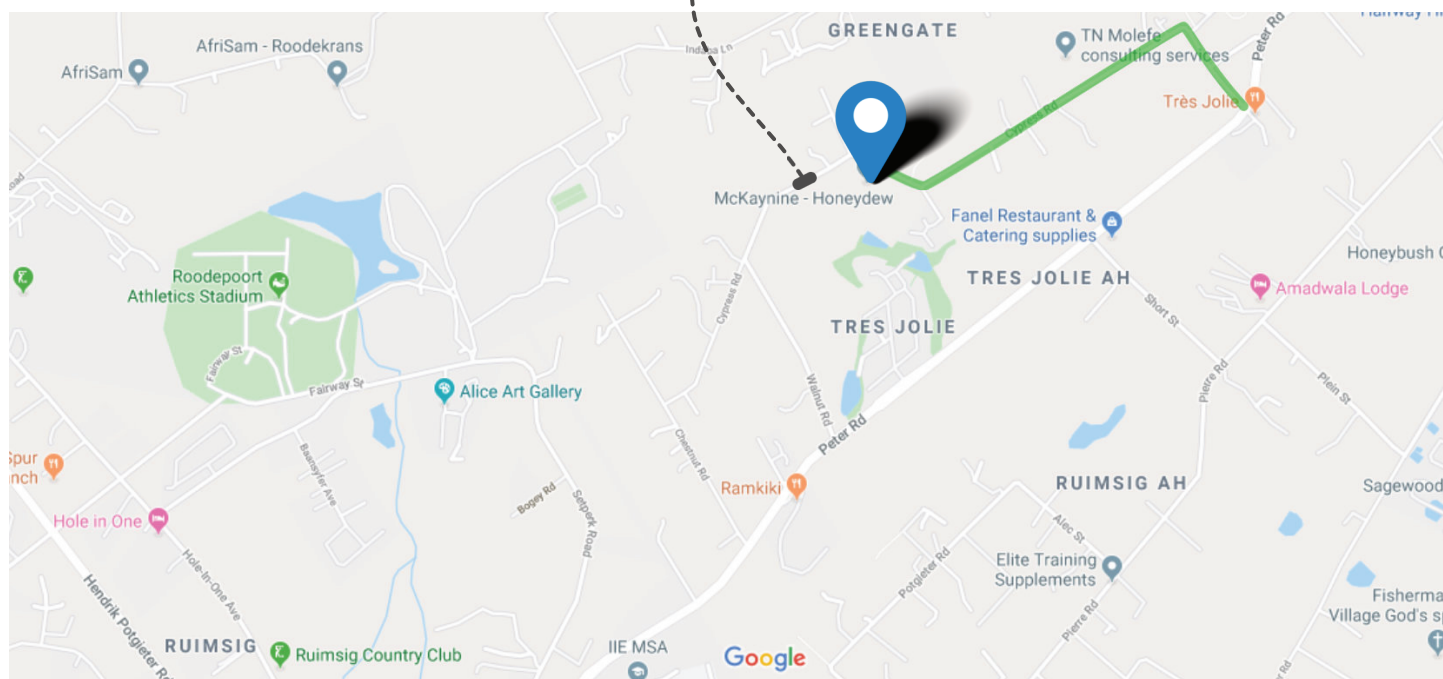 GREENGATE
AfriSam - Roodekrans
AfriSam
Indaba Ln
TN Molefe
consulting services
Peter Rd
Très Jolie
Cypress Rd
McKaynine - Honeydew
Fanel Restaurant &
Catering supplies
Honeybush
TRES JOLIE AH
Roodepoort
Athletics Stadium
Amadwala Lodge
Cypress Rd
Short St
TRES JOLIE
Fairway St
Fairway St
Alice Art Gallery
Walnut Rd
Pierre Rd
Plein St
Peter Rd
Chestnut Rd
Baansyfer Ave
Spur
Ramkiki
RUIMSIG AH
Sagewood
Bogey Rd
Setperk Road
Hole in One
Alec St
Hole-In-One Ave
Potgieter Rd
Elite Training
Supplements
Hendrik Potgieter Rd
Pierre Rd
Village God's
RUIMSIG
Ruimsig Country Club
IIE MSA
Google